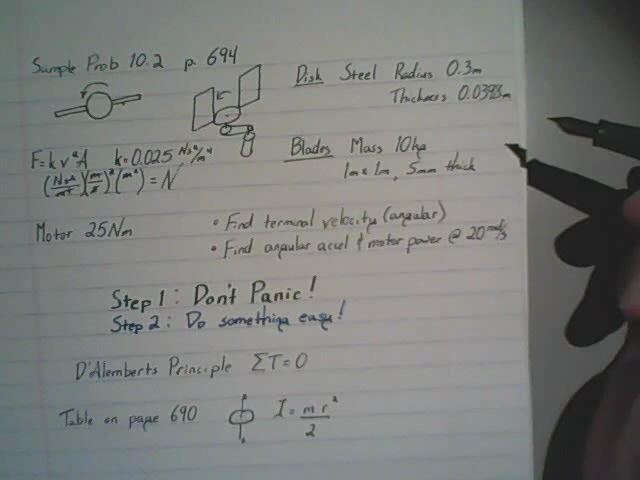 Sample Prob 10.2 p. 694
Disk Steel Radius 0.3m
Thickness 0.0393m
F=kv²A k=0.025 Ns²/m⁴
(Ns²/m⁴)(m/s)²(m²)=N
Blades Mass 10kg
1m x 1m, 5mm thick
Motor 25Nm
• Find terminal velocity (angular)
• Find angular accel & motor power @ 20 rad/s
Step 1: Don't Panic!
Step 2: Do something easy!
D'Alemberts Principle ΣT=0
Table on page 690 I = mr²/2